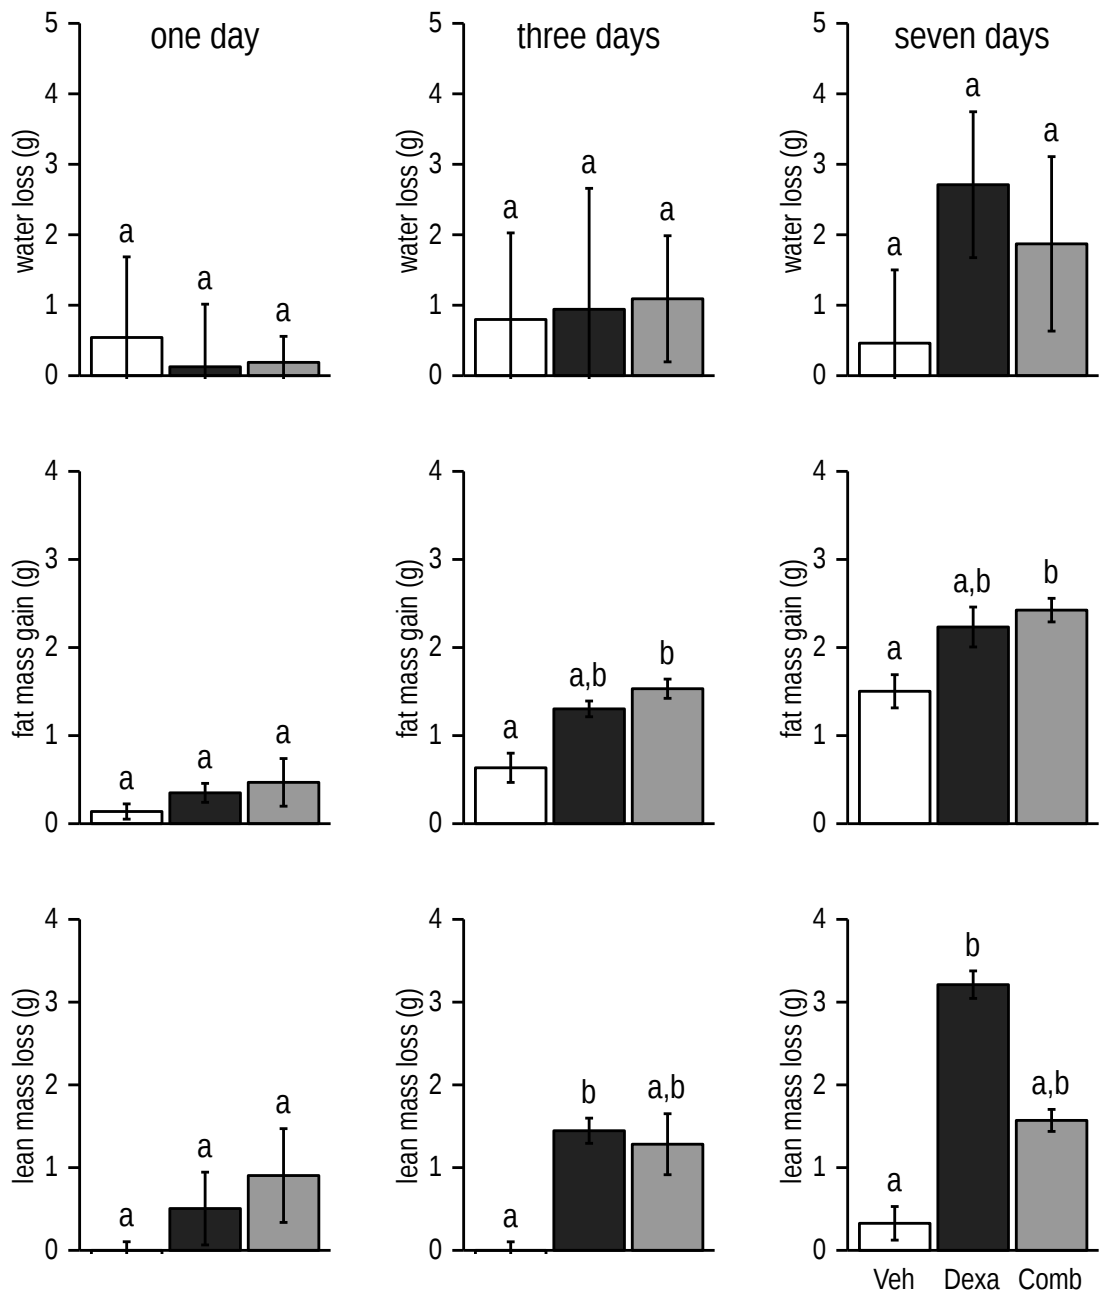 one day
three days
seven days
water loss (g)
5
4
3
2
1
0
a
a
a
water loss (g)
5
4
3
2
1
0
a
a
a
water loss (g)
5
4
3
2
1
0
a
a
a
fat mass gain (g)
4
3
2
1
0
a
a
a
fat mass gain (g)
4
3
2
1
0
a
a,b
b
fat mass gain (g)
4
3
2
1
0
a
a,b
b
lean mass loss (g)
4
3
2
1
0
a
a
a
lean mass loss (g)
4
3
2
1
0
a
b
a,b
lean mass loss (g)
4
3
2
1
0
a
b
a,b
Veh Dexa Comb